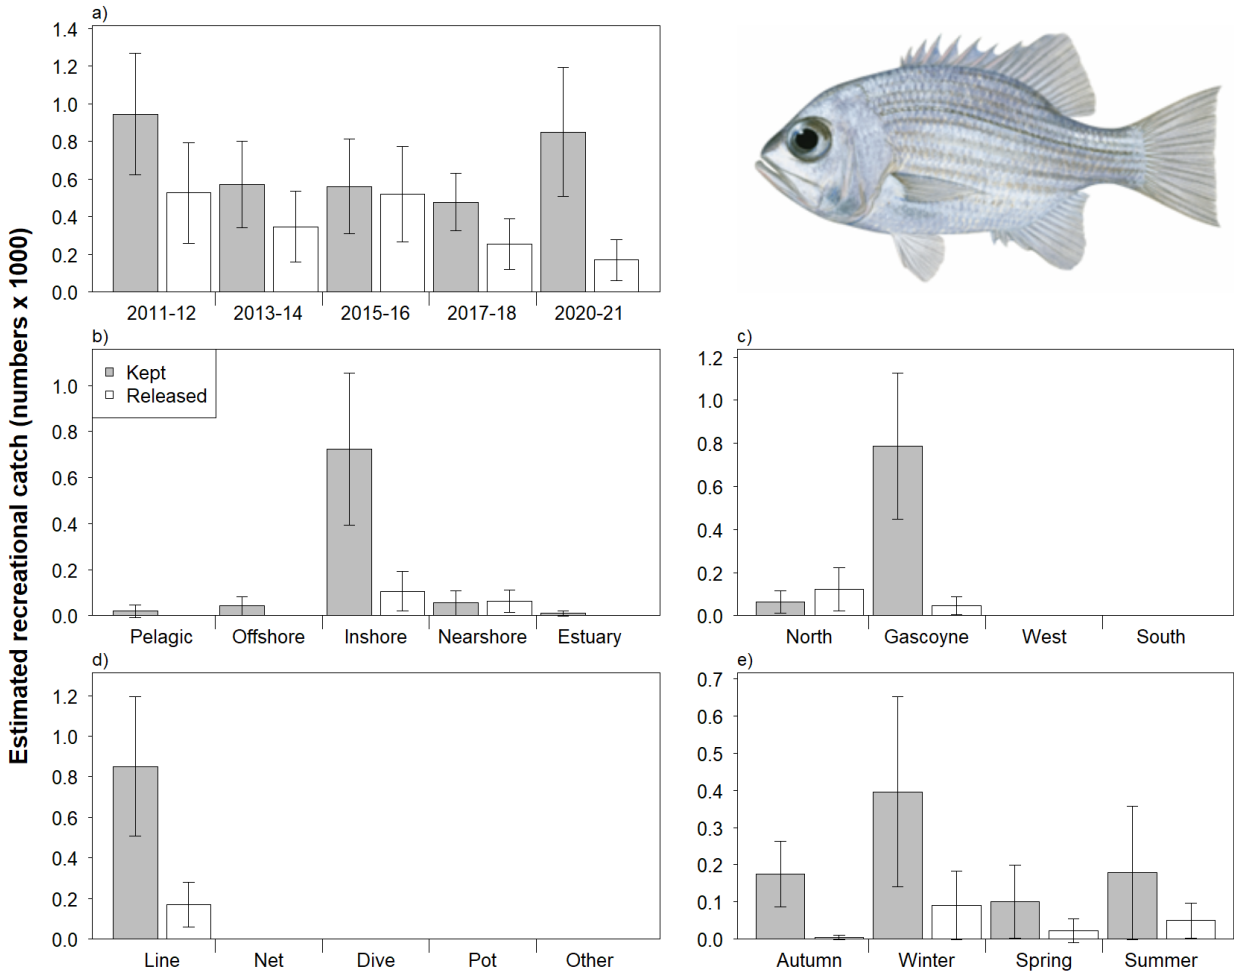 Estimated recreational catch (numbers x 1000)
a)
1.4
1.2
1.0
0.8
0.6
0.4
0.2
0.0
2011-12 2013-14 2015-16 2017-18 2020-21
b)
Kept
Released
1.0
0.8
0.6
0.4
0.2
0.0
Pelagic Offshore Inshore Nearshore Estuary
c)
1.2
1.0
0.8
0.6
0.4
0.2
0.0
North Gascoyne West South
d)
1.2
1.0
0.8
0.6
0.4
0.2
0.0
Line Net Dive Pot Other
e)
0.7
0.6
0.5
0.4
0.3
0.2
0.1
0.0
Autumn Winter Spring Summer